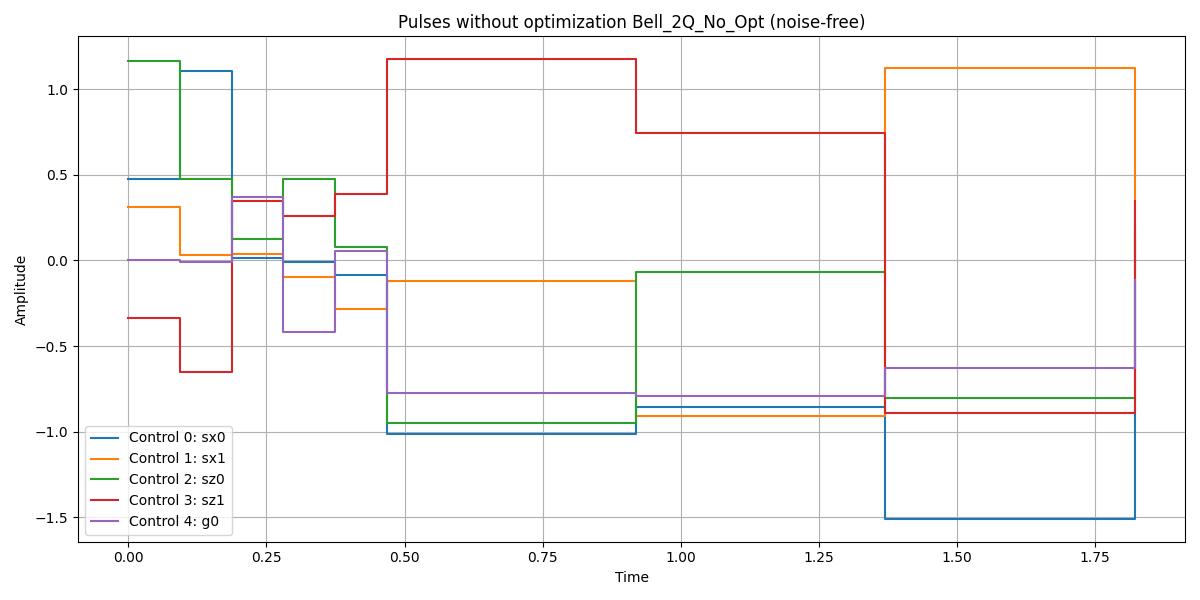 Pulses without optimization Bell_2Q_No_Opt (noise-free)
Amplitude
1.0
0.5
0.0
−0.5
−1.0
−1.5
Control 0: sx0
Control 1: sx1
Control 2: sz0
Control 3: sz1
Control 4: g0
0.00 0.25 0.50 0.75 1.00 1.25 1.50 1.75
Time